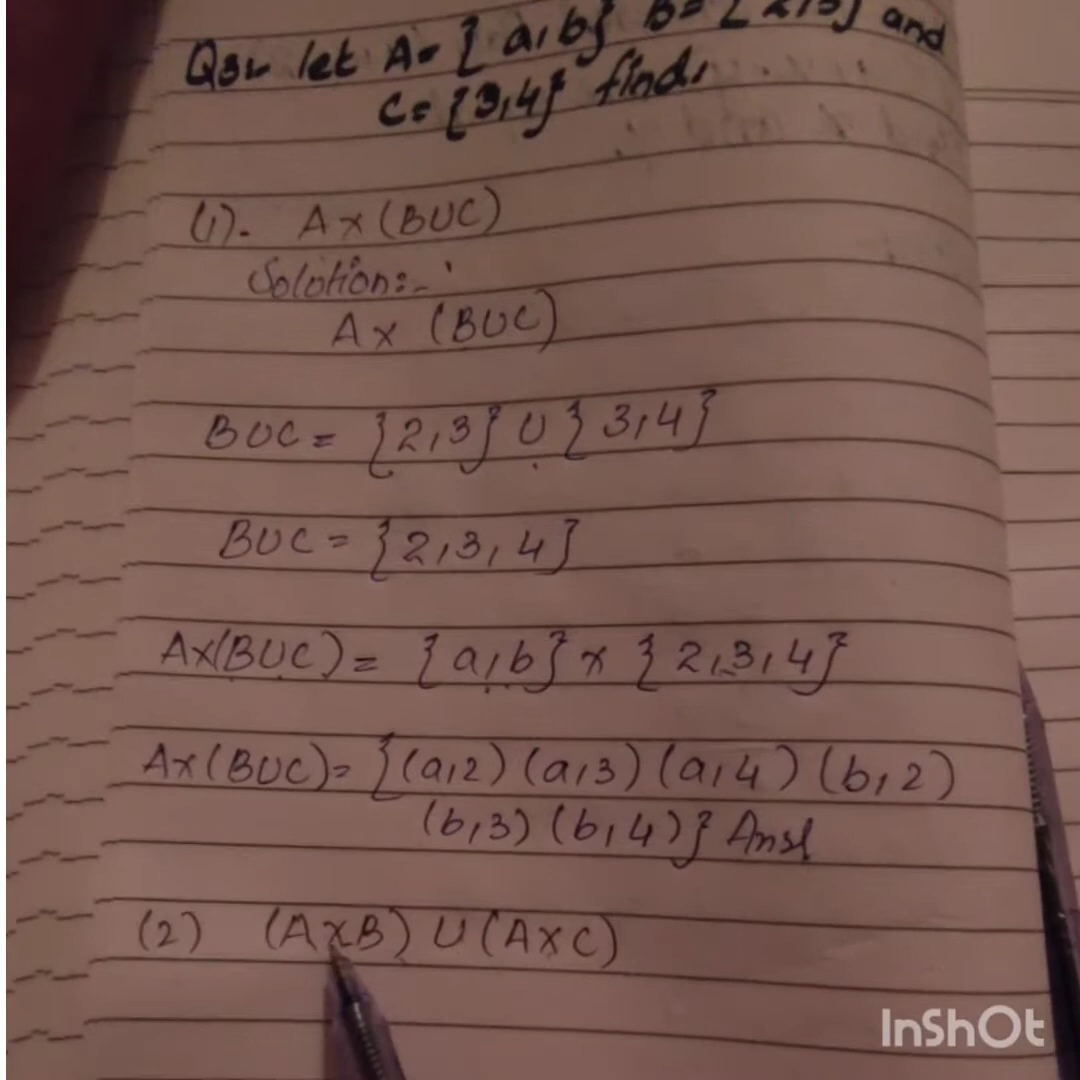 Q3:- let A= {a,b} B= {2,3} and
C= {3,4} find.
(1). A×(BUC)
Solution:-
A× (BUC)
BUC= {2,3} U {3,4}
BUC= {2,3,4}
A×(BUC)= {a,b} × {2,3,4}
A×(BUC)= {(a,2) (a,3) (a,4) (b,2)
(b,3) (b,4)} Ans
(2) (A×B) U (A×C)
InShOt